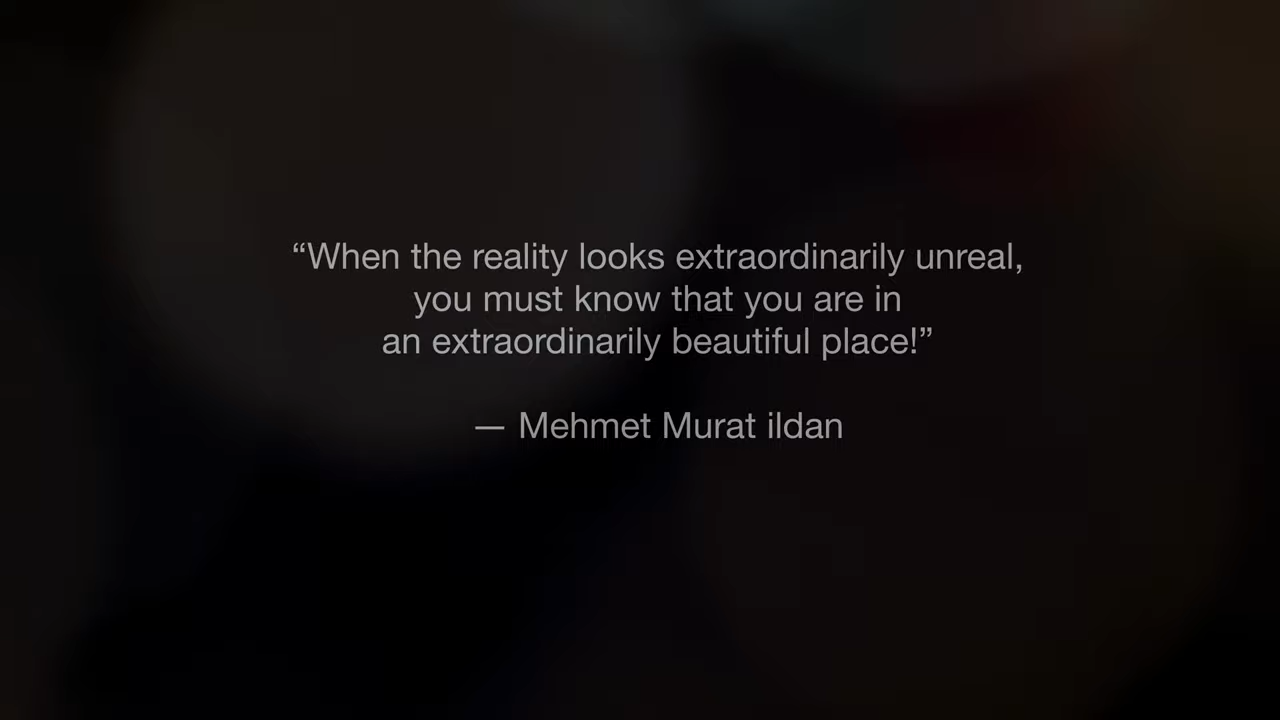 “When the reality looks extraordinarily unreal,
you must know that you are in
an extraordinarily beautiful place!”
— Mehmet Murat ildan